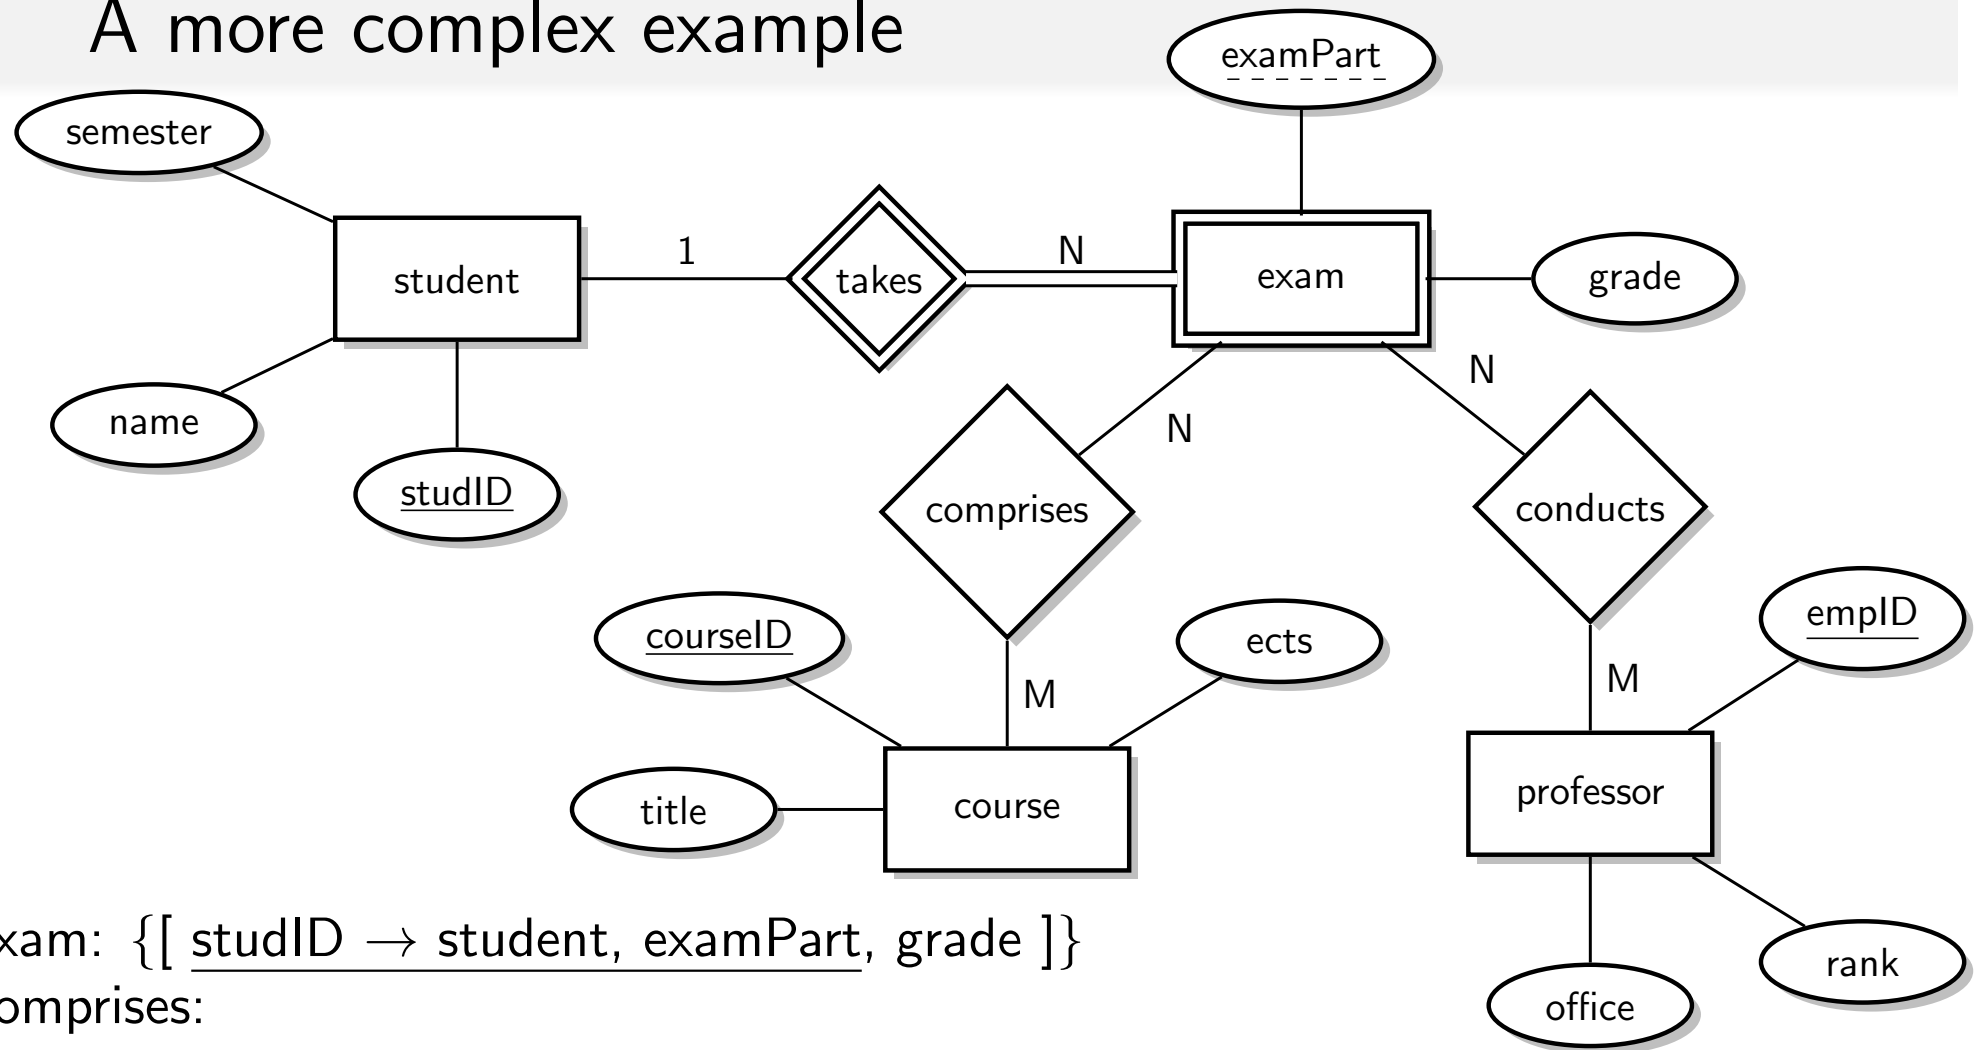 A more complex example
examPart
semester
1
N
student
takes
exam
grade
N
N
name
studID
comprises
conducts
courseID
ects
empID
M
M
title
course
professor
xam: {[ studID → student, examPart, grade ]}
omprises:
rank
office